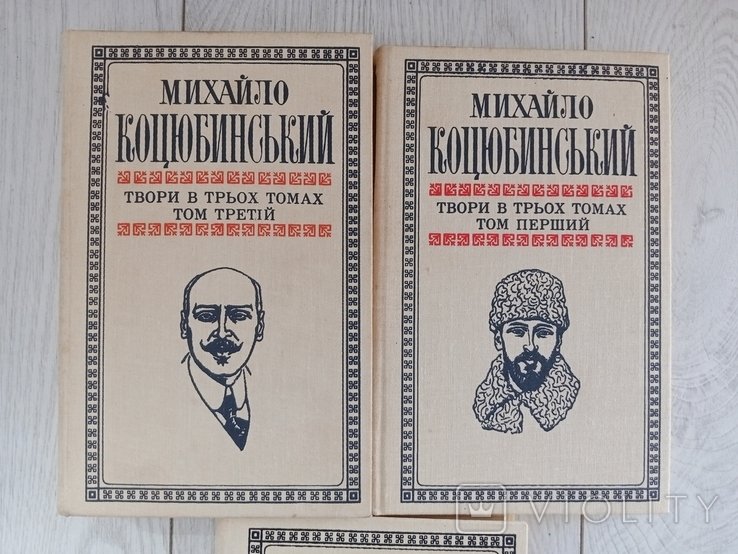 МИХАЙЛО
КОЦЮБИНСЬКИЙ
ТВОРИ В ТРЬОХ ТОМАХ
ТОМ ТРЕТІЙ
МИХАЙЛО
КОЦЮБИНСЬКИЙ
ТВОРИ В ТРЬОХ ТОМАХ
ТОМ ПЕРШИЙ
VIOLITY